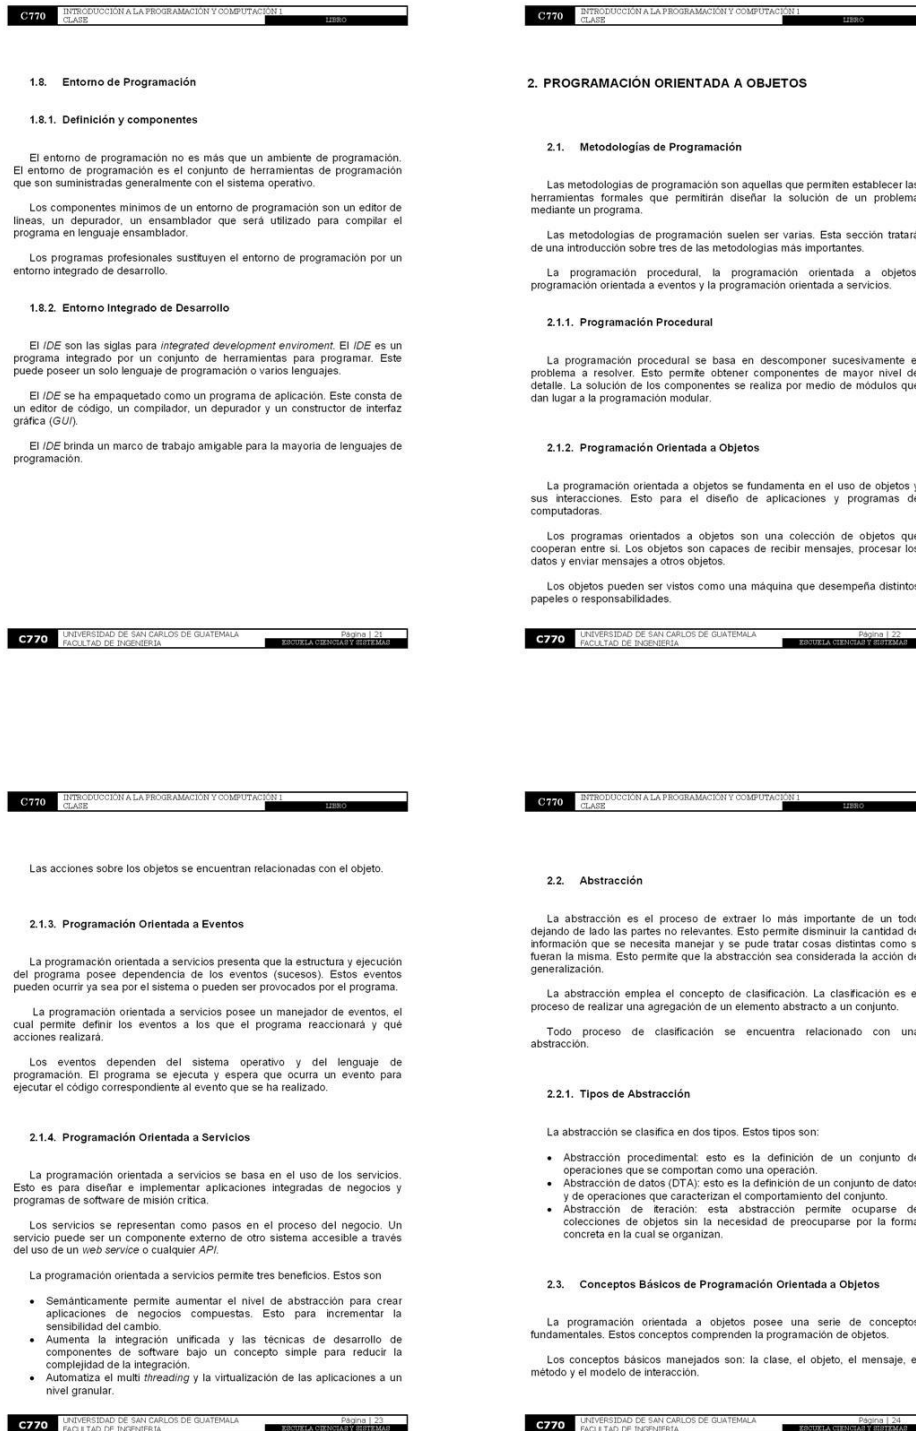 C770
INTRODUCCIÓN A LA PROGRAMACIÓN Y COMPUTACIÓN 1
CLASE
LIBRO
1.8. Entorno de Programación
1.8.1. Definición y componentes
El entorno de programación no es más que un ambiente de programación.
El entorno de programación es el conjunto de herramientas de programación
que son suministradas generalmente con el sistema operativo.
Los componentes mínimos de un entorno de programación son un editor de
líneas, un depurador, un ensamblador que será utilizado para compilar el
programa en lenguaje ensamblador.
Los programas profesionales sustituyen el entorno de programación por un
entorno integrado de desarrollo.
1.8.2. Entorno Integrado de Desarrollo
El IDE son las siglas para integrated development enviroment. El IDE es un
programa integrado por un conjunto de herramientas para programar. Este
puede poseer un solo lenguaje de programación o varios lenguajes.
El IDE se ha empaquetado como un programa de aplicación. Este consta de
un editor de código, un compilador, un depurador y un constructor de interfaz
gráfica (GUI).
El IDE brinda un marco de trabajo amigable para la mayoría de lenguajes de
programación.
C770
UNIVERSIDAD DE SAN CARLOS DE GUATEMALA
FACULTAD DE INGENIERÍA
Página | 21
ESCUELA CIENCIAS Y SISTEMAS
C770
INTRODUCCIÓN A LA PROGRAMACIÓN Y COMPUTACIÓN 1
CLASE
LIBRO
2. PROGRAMACIÓN ORIENTADA A OBJETOS
2.1. Metodologías de Programación
Las metodologías de programación son aquellas que permiten establecer las
herramientas formales que permitirán diseñar la solución de un problema
mediante un programa.
Las metodologías de programación suelen ser varias. Esta sección tratará
de una introducción sobre tres de las metodologías más importantes.
La programación procedural, la programación orientada a objetos
programación orientada a eventos y la programación orientada a servicios.
2.1.1. Programación Procedural
La programación procedural se basa en descomponer sucesivamente e
problema a resolver. Esto permite obtener componentes de mayor nivel de
detalle. La solución de los componentes se realiza por medio de módulos que
dan lugar a la programación modular.
2.1.2. Programación Orientada a Objetos
La programación orientada a objetos se fundamenta en el uso de objetos y
sus interacciones. Esto para el diseño de aplicaciones y programas de
computadoras.
Los programas orientados a objetos son una colección de objetos que
cooperan entre sí. Los objetos son capaces de recibir mensajes, procesar los
datos y enviar mensajes a otros objetos.
Los objetos pueden ser vistos como una máquina que desempeña distintos
papeles o responsabilidades.
C770
UNIVERSIDAD DE SAN CARLOS DE GUATEMALA
FACULTAD DE INGENIERÍA
Página | 22
ESCUELA CIENCIAS Y SISTEMAS
C770
INTRODUCCIÓN A LA PROGRAMACIÓN Y COMPUTACIÓN 1
CLASE
LIBRO
Las acciones sobre los objetos se encuentran relacionadas con el objeto.
2.1.3. Programación Orientada a Eventos
La programación orientada a servicios presenta que la estructura y ejecución
del programa posee dependencia de los eventos (sucesos). Estos eventos
pueden ocurrir ya sea por el sistema o pueden ser provocados por el programa.
La programación orientada a servicios posee un manejador de eventos, el
cual permite definir los eventos a los que el programa reaccionará y qué
acciones realizará.
Los eventos dependen del sistema operativo y del lenguaje de
programación. El programa se ejecuta y espera que ocurra un evento para
ejecutar el código correspondiente al evento que se ha realizado.
2.1.4. Programación Orientada a Servicios
La programación orientada a servicios se basa en el uso de los servicios.
Esto es para diseñar e implementar aplicaciones integradas de negocios y
programas de software de misión crítica.
Los servicios se representan como pasos en el proceso del negocio. Un
servicio puede ser un componente externo de otro sistema accesible a través
del uso de un web service o cualquier API.
La programación orientada a servicios permite tres beneficios. Estos son
• Semánticamente permite aumentar el nivel de abstracción para crear
aplicaciones de negocios compuestas. Esto para incrementar la
sensibilidad del cambio.
• Aumenta la integración unificada y las técnicas de desarrollo de
componentes de software bajo un concepto simple para reducir la
complejidad de la integración.
• Automatiza el multi threading y la virtualización de las aplicaciones a un
nivel granular.
C770
UNIVERSIDAD DE SAN CARLOS DE GUATEMALA
FACULTAD DE INGENIERÍA
Página | 23
ESCUELA CIENCIAS Y SISTEMAS
C770
INTRODUCCIÓN A LA PROGRAMACIÓN Y COMPUTACIÓN 1
CLASE
LIBRO
2.2. Abstracción
La abstracción es el proceso de extraer lo más importante de un todo
dejando de lado las partes no relevantes. Esto permite disminuir la cantidad de
información que se necesita manejar y se pude tratar cosas distintas como s
fueran la misma. Esto permite que la abstracción sea considerada la acción de
generalización.
La abstracción emplea el concepto de clasificación. La clasificación es e
proceso de realizar una agregación de un elemento abstracto a un conjunto.
Todo proceso de clasificación se encuentra relacionado con una
abstracción.
2.2.1. Tipos de Abstracción
La abstracción se clasifica en dos tipos. Estos tipos son:
• Abstracción procedimental: esto es la definición de un conjunto de
operaciones que se comportan como una operación.
• Abstracción de datos (DTA): esto es la definición de un conjunto de datos
y de operaciones que caracterizan el comportamiento del conjunto.
• Abstracción de iteración: esta abstracción permite ocuparse de
colecciones de objetos sin la necesidad de preocuparse por la forma
concreta en la cual se organizan.
2.3. Conceptos Básicos de Programación Orientada a Objetos
La programación orientada a objetos posee una serie de conceptos
fundamentales. Estos conceptos comprenden la programación de objetos.
Los conceptos básicos manejados son: la clase, el objeto, el mensaje, e
método y el modelo de interacción.
C770
UNIVERSIDAD DE SAN CARLOS DE GUATEMALA
FACULTAD DE INGENIERÍA
Página | 24
ESCUELA CIENCIAS Y SISTEMAS